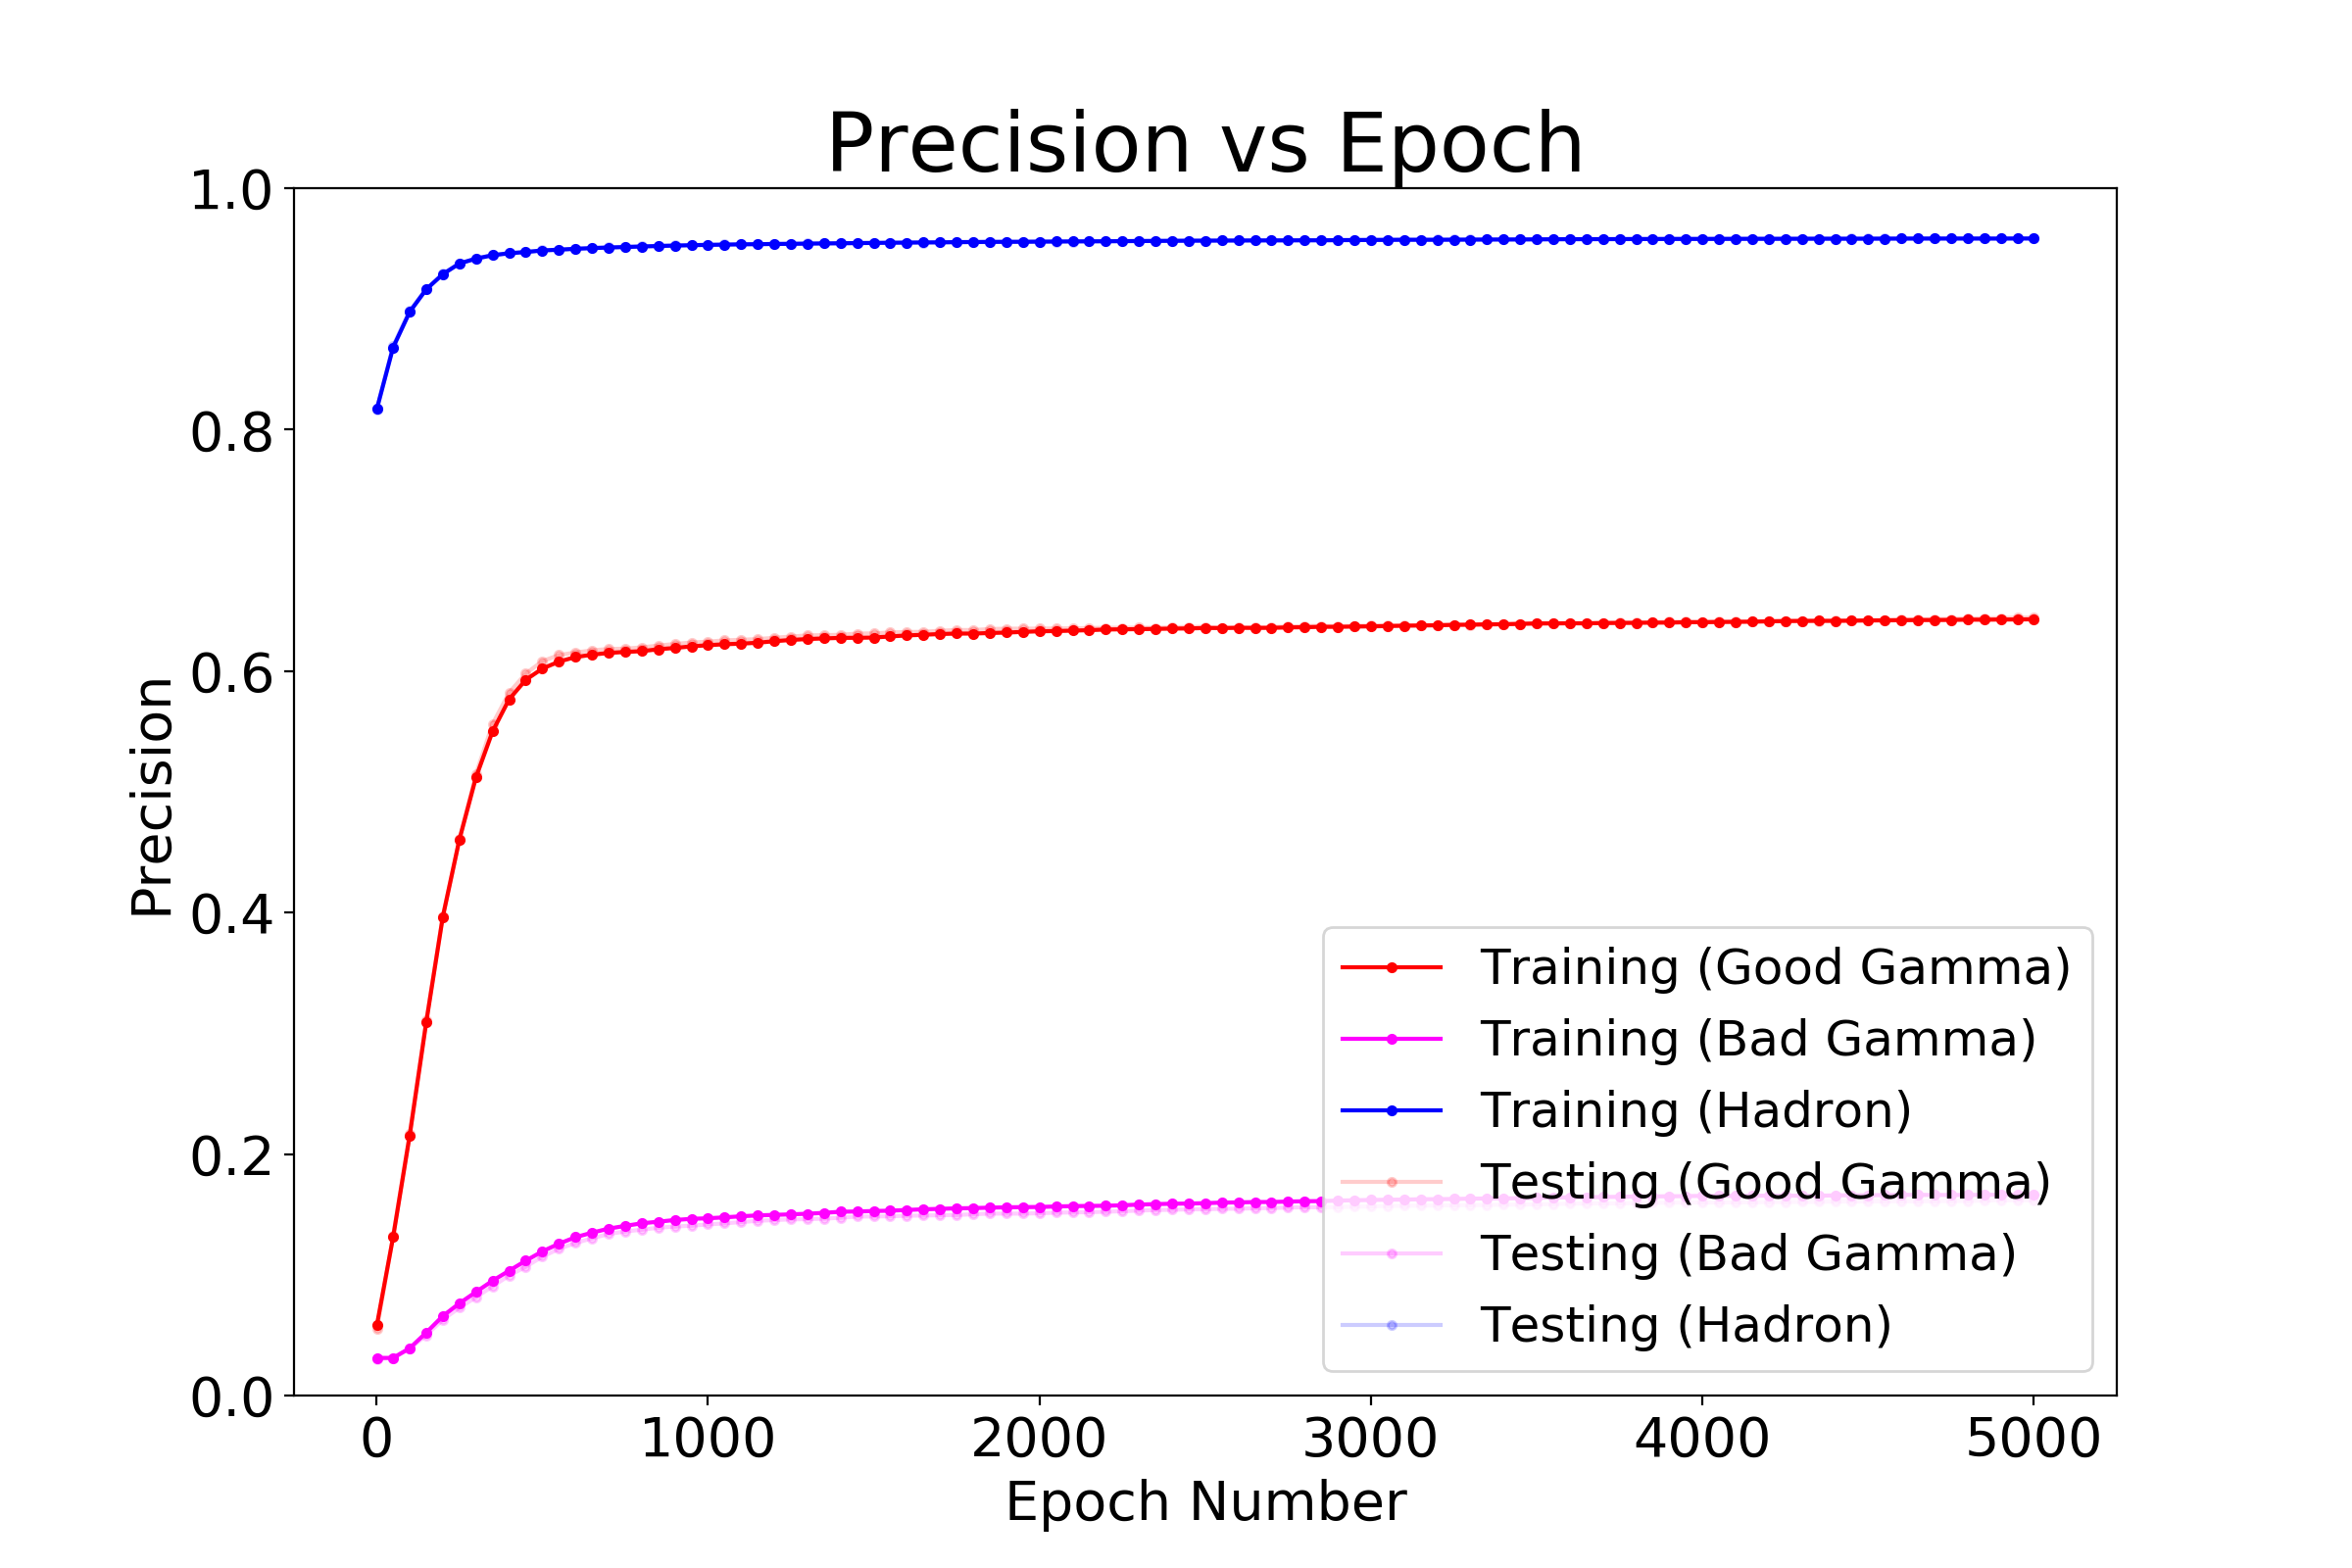 Precision vs Epoch
1.0
0.8
0.6
0.4
0.2
0.0
Precision
Training (Good Gamma)
Training (Bad Gamma)
Training (Hadron)
Testing (Good Gamma)
Testing (Bad Gamma)
Testing (Hadron)
0 1000 2000 3000 4000 5000
Epoch Number